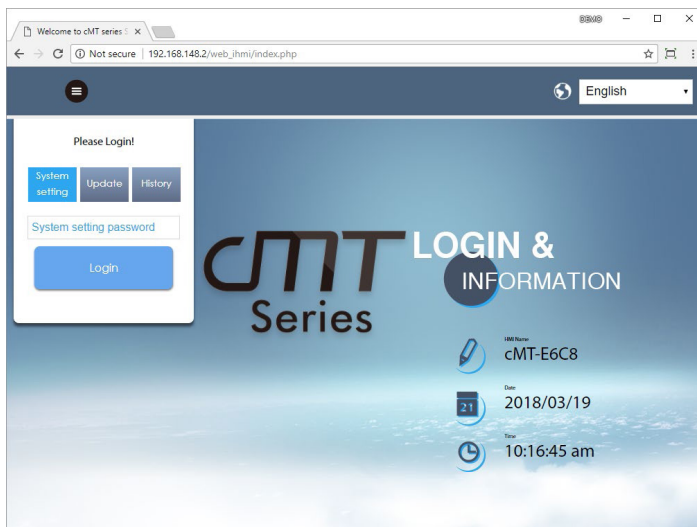 DEMO
Welcome to cMT series S
Not secure | 192.168.148.2/web_ihmi/index.php
English
Please Login!
System setting
Update
History
System setting password
Login
cMT
Series
LOGIN &
INFORMATION
HMI Name
cMT-E6C8
Date
21
2018/03/19
Time
10:16:45 am